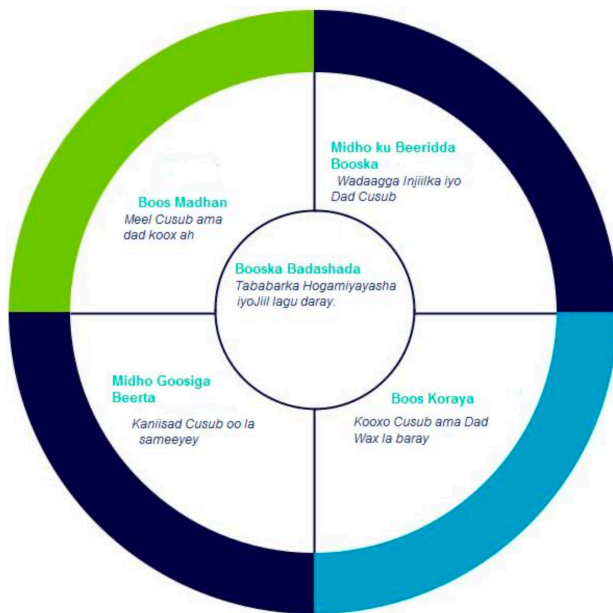 Boos Madhan
Meel Cusub ama
dad koox ah
Midho ku Beeridda
Booska
Wadaagga Injiilka iyo
Dad Cusub
Booska Badashada
Tababarka Hogamiyayasha
iyoJiil lagu daray.
Midho Goosiga
Beerta
Kaniisad Cusub oo la
sameeyey
Boos Koraya
Kooxo Cusub ama Dad
Wax la baray